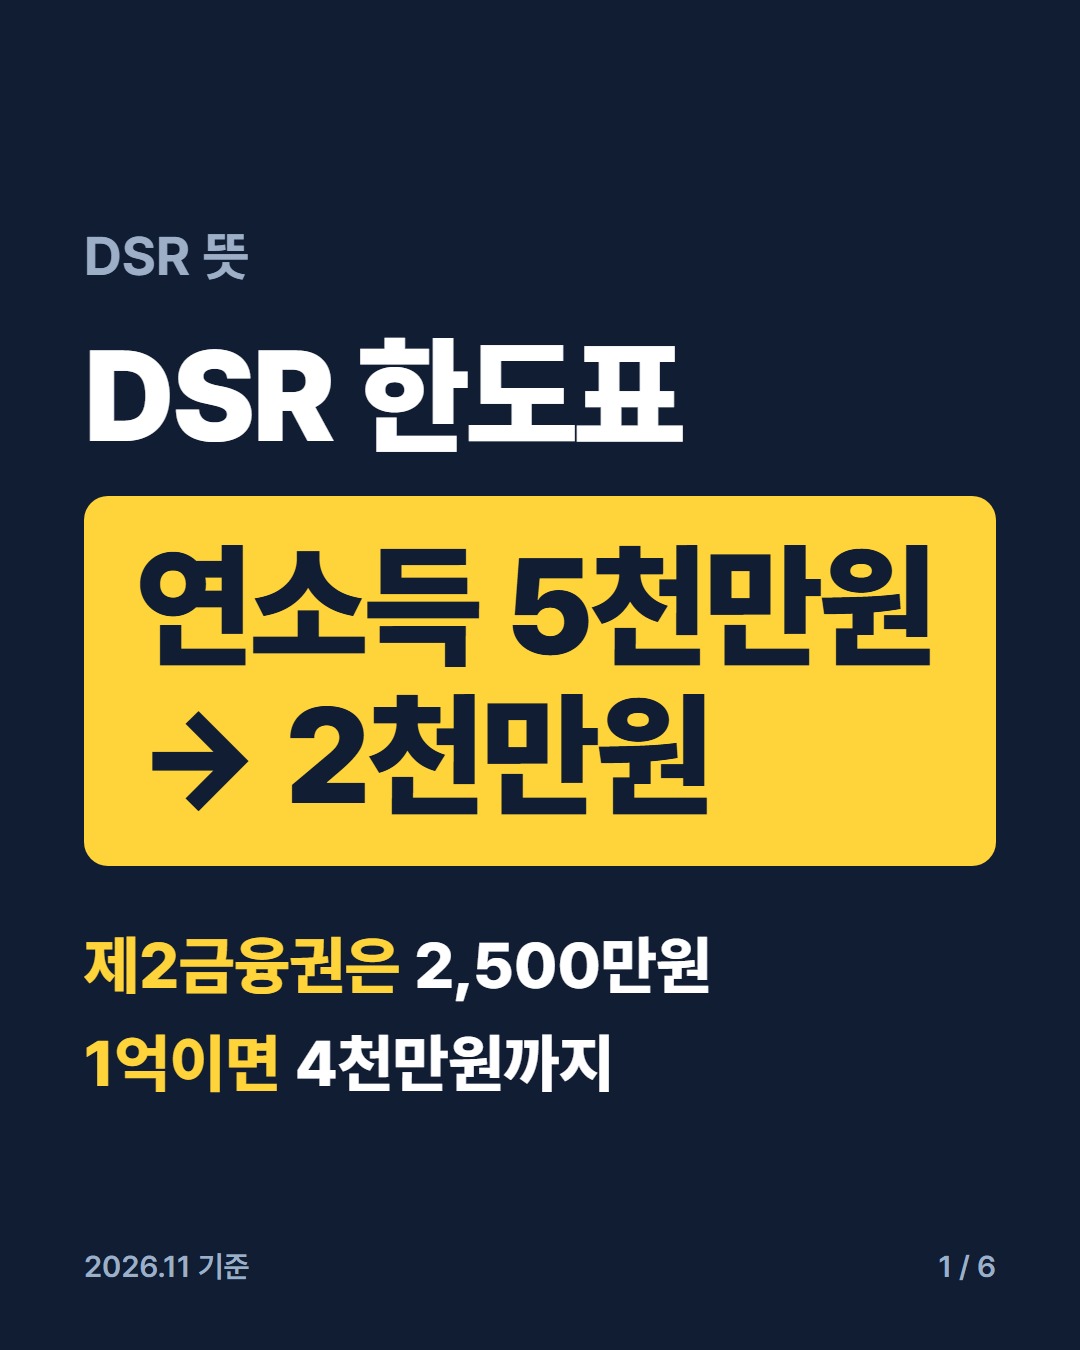 DSR 뜻
DSR 한도표
연소득 5천만원
→ 2천만원
제2금융권은 2,500만원
1억이면 4천만원까지
2026.11 기준
1 / 6